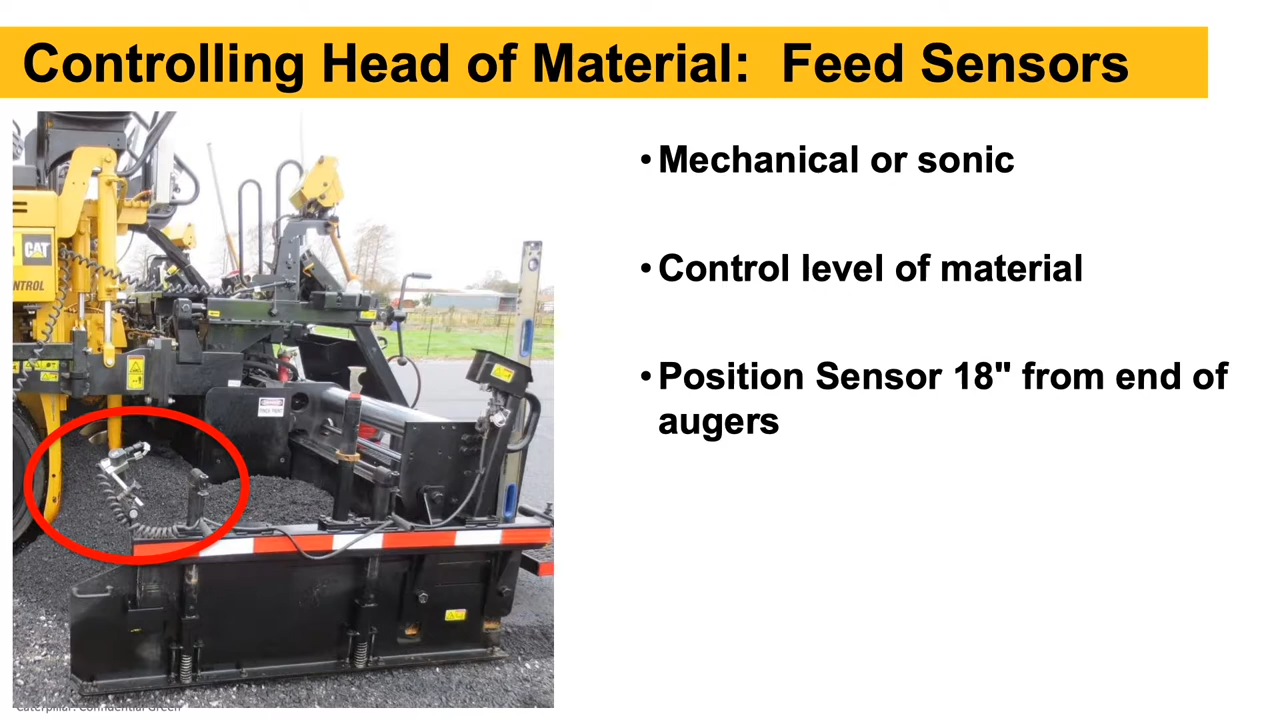 Controlling Head of Material: Feed Sensors
• Mechanical or sonic
• Control level of material
• Position Sensor 18" from end of
augers
CAT
NTROL
Caterpillar: Confidential Green